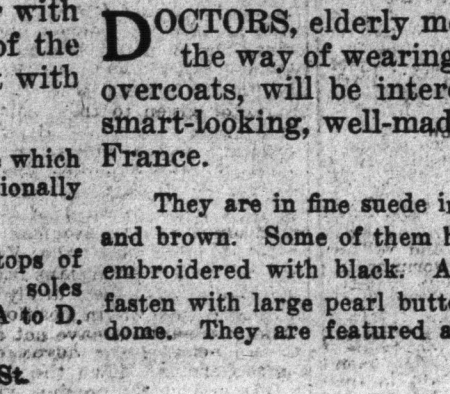 with
of the
with
which
ionally
tops of
soles
A to D.
St.
DOCTORS, elderly me
the way of wearing
overcoats, will be inter
smart-looking, well-mad
France.
They are in fine suede i
and brown. Some of them h
embroidered with black. A
fasten with large pearl butt
dome. They are featured a